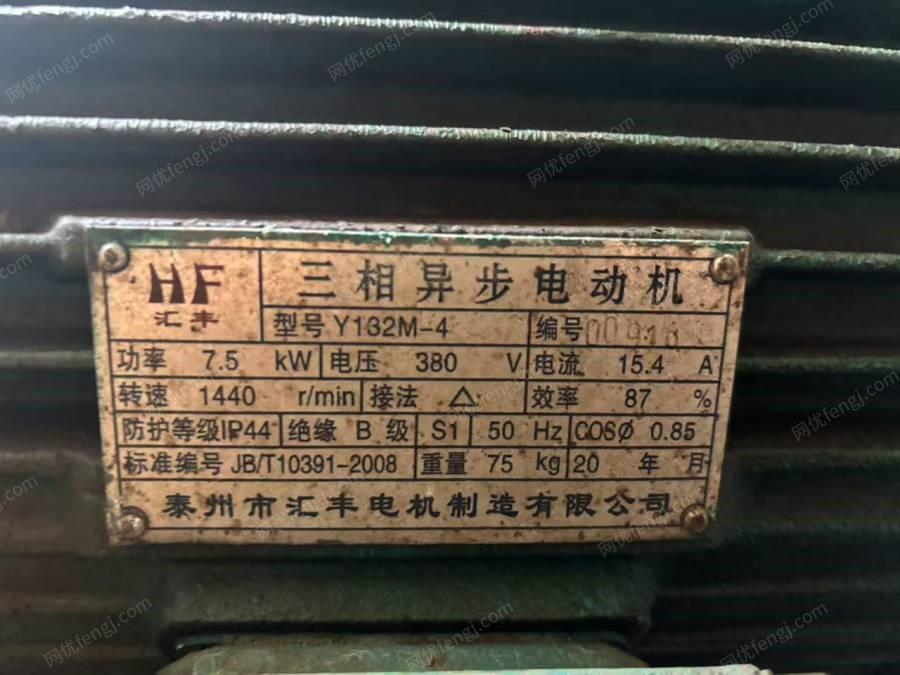 HF 三相异步电动机
汇丰
型号 Y132M-4 编号
功率 7.5 kW 电压 380 V 电流 15.4 A
转速 1440 r/min 接法 △ 效率 87 %
防护等级IP44 绝缘 B 级 S1 50 Hz COSØ 0.85
标准编号 JB/T10391-2008 重量 75 kg 20 年 月
泰州市汇丰电机制造有限公司
网优fengj.com